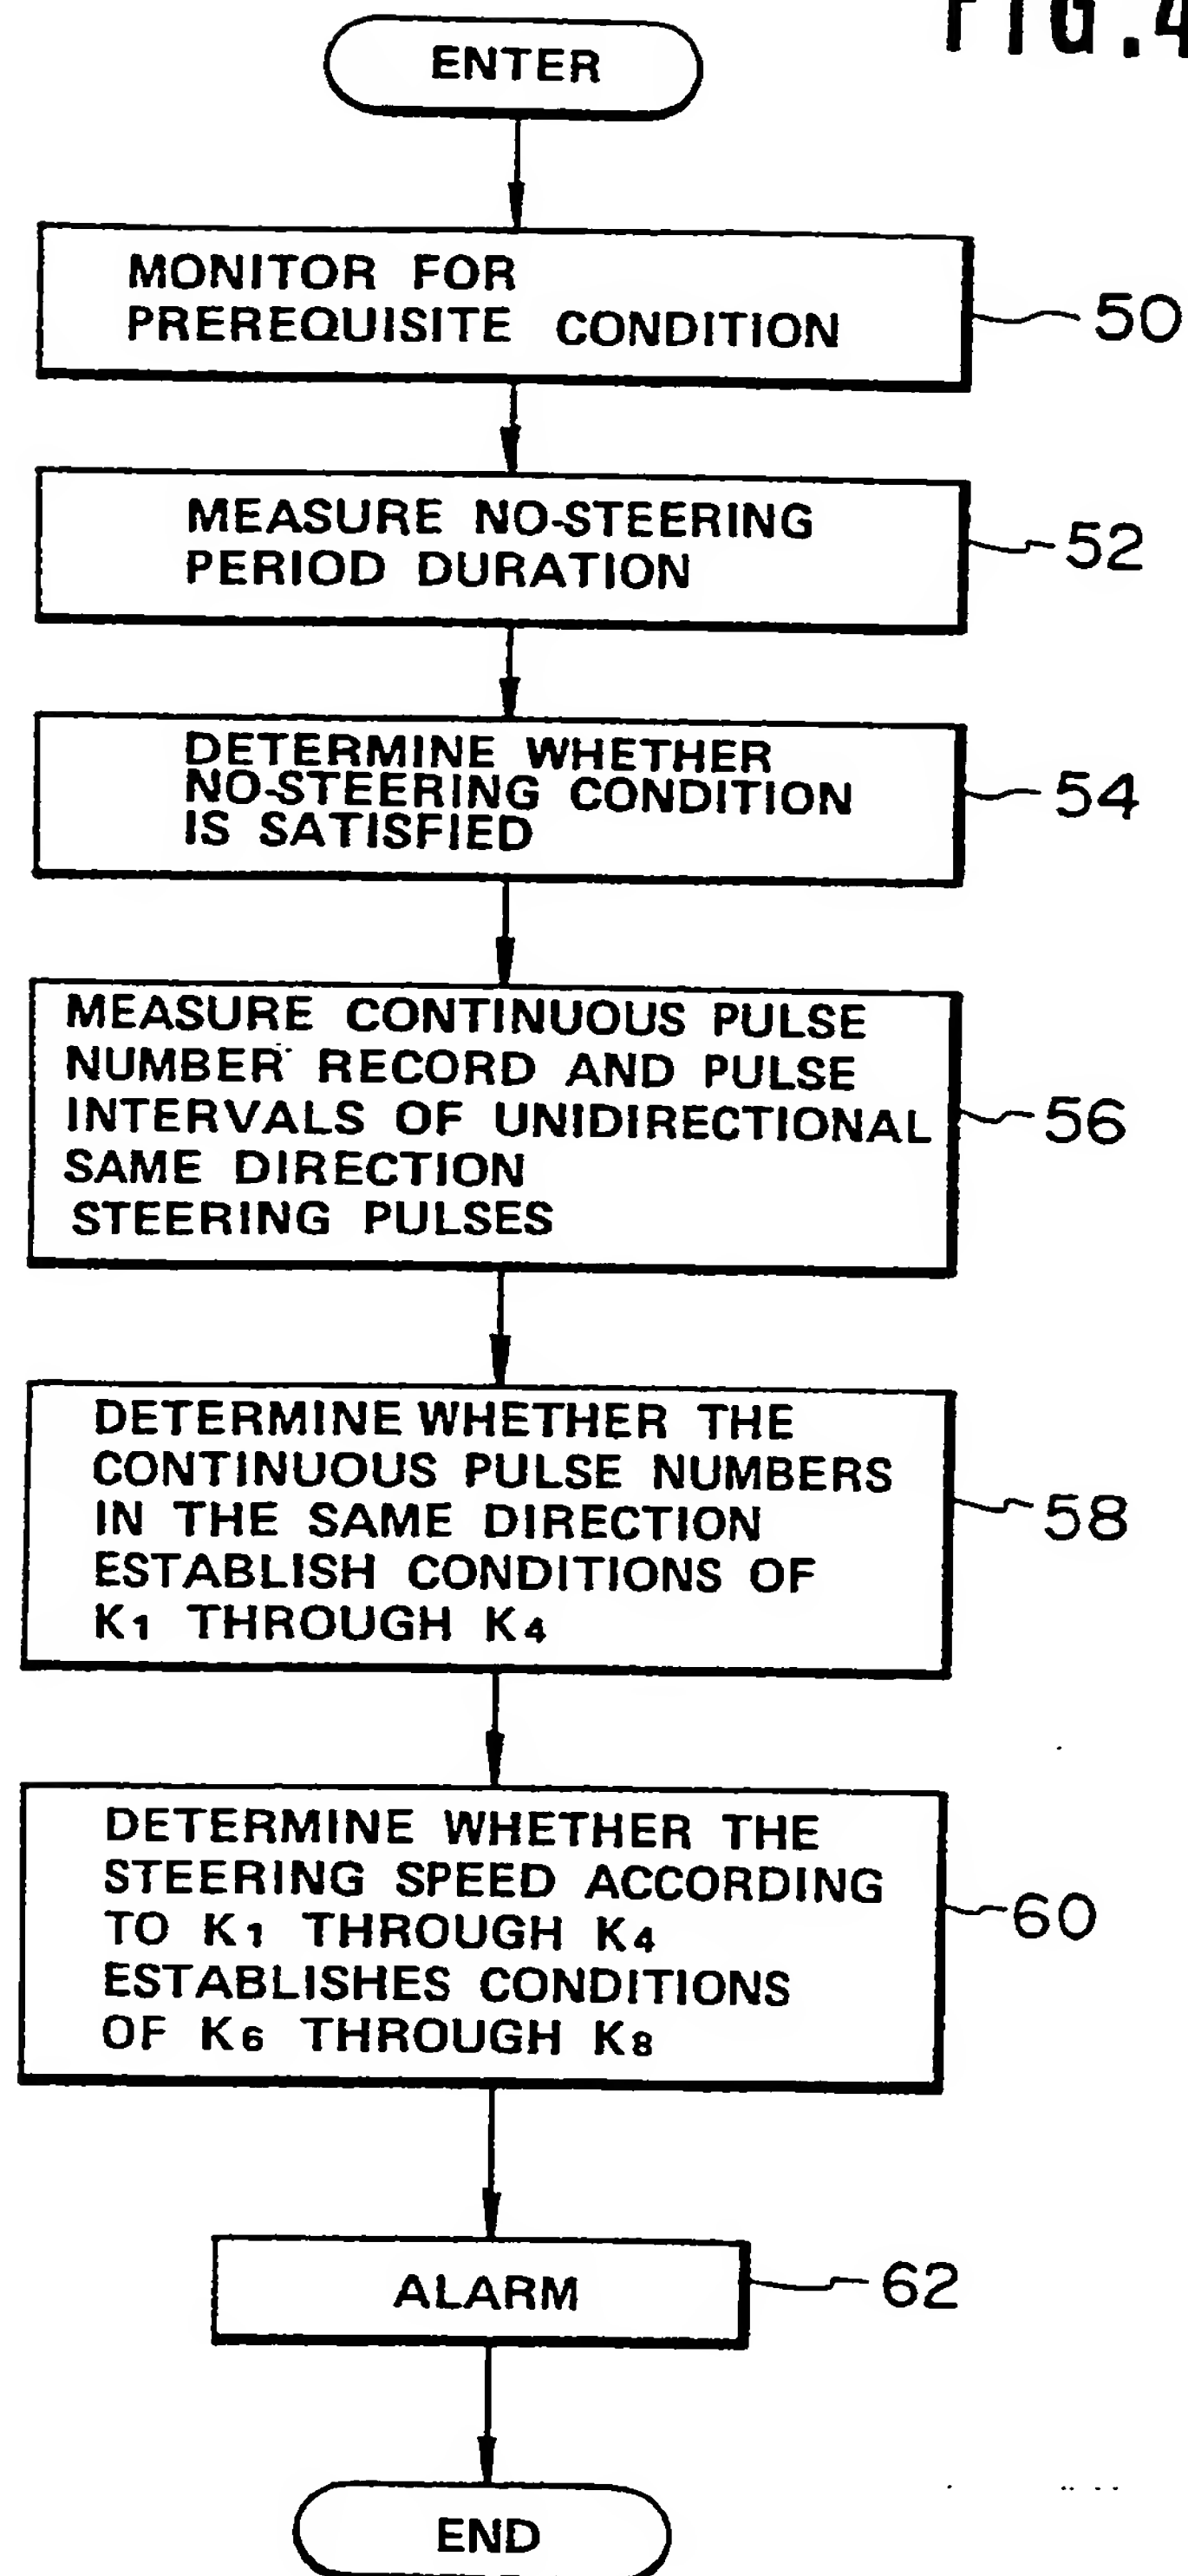 FIG.4
ENTER
MONITOR FOR
PREREQUISITE CONDITION
50
MEASURE NO-STEERING
PERIOD DURATION
52
DETERMINE WHETHER
NO-STEERING CONDITION
IS SATISFIED
54
MEASURE CONTINUOUS PULSE
NUMBER RECORD AND PULSE
INTERVALS OF UNIDIRECTIONAL
SAME DIRECTION
STEERING PULSES
56
DETERMINE WHETHER THE
CONTINUOUS PULSE NUMBERS
IN THE SAME DIRECTION
ESTABLISH CONDITIONS OF
K1 THROUGH K4
58
DETERMINE WHETHER THE
STEERING SPEED ACCORDING
TO K1 THROUGH K4
ESTABLISHES CONDITIONS
OF K6 THROUGH K8
60
ALARM
62
END